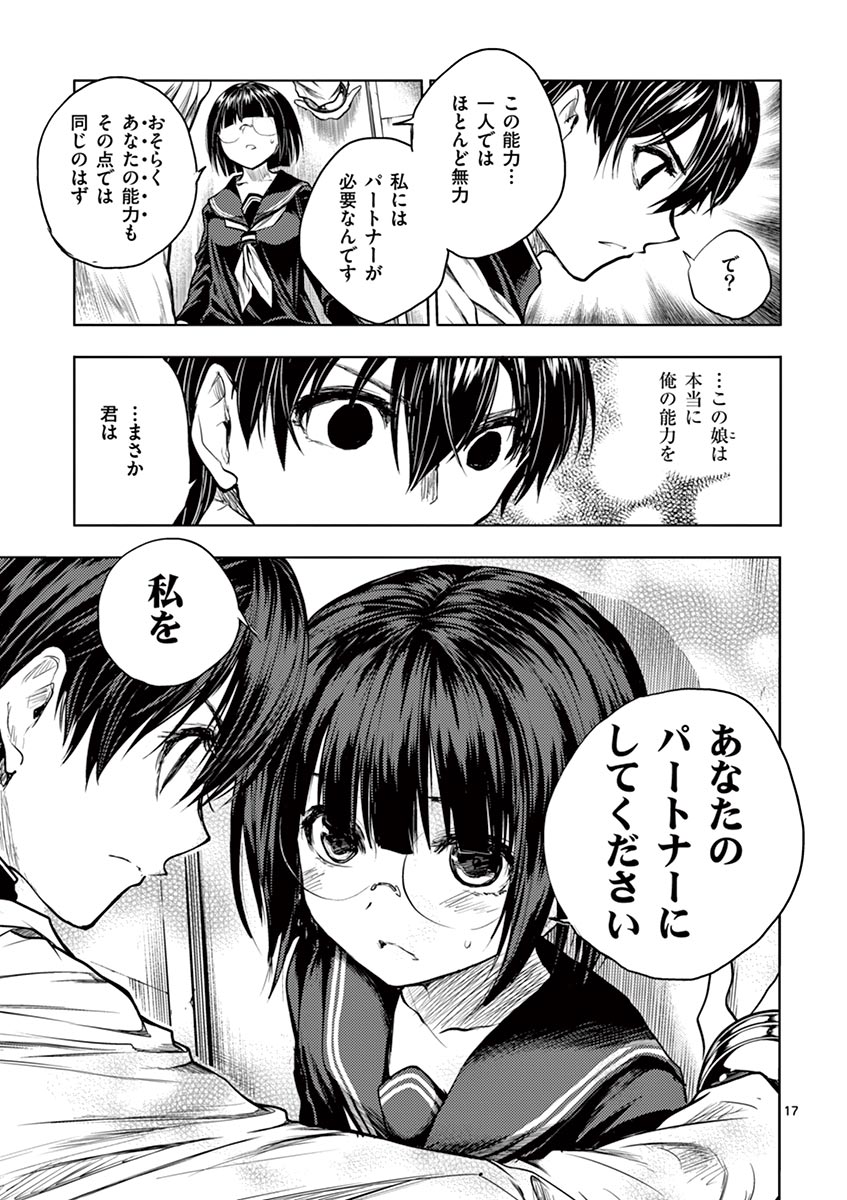 で?
この能力…
一人では
ほとんど無力
私には
パートナーが
必要なんです
おそらく
あなたの能力も
その点では
同じのはず
…この娘は
こ
本当に
俺の能力を
…まさか
君は
私を
あなたの
パートナーに
してください
17